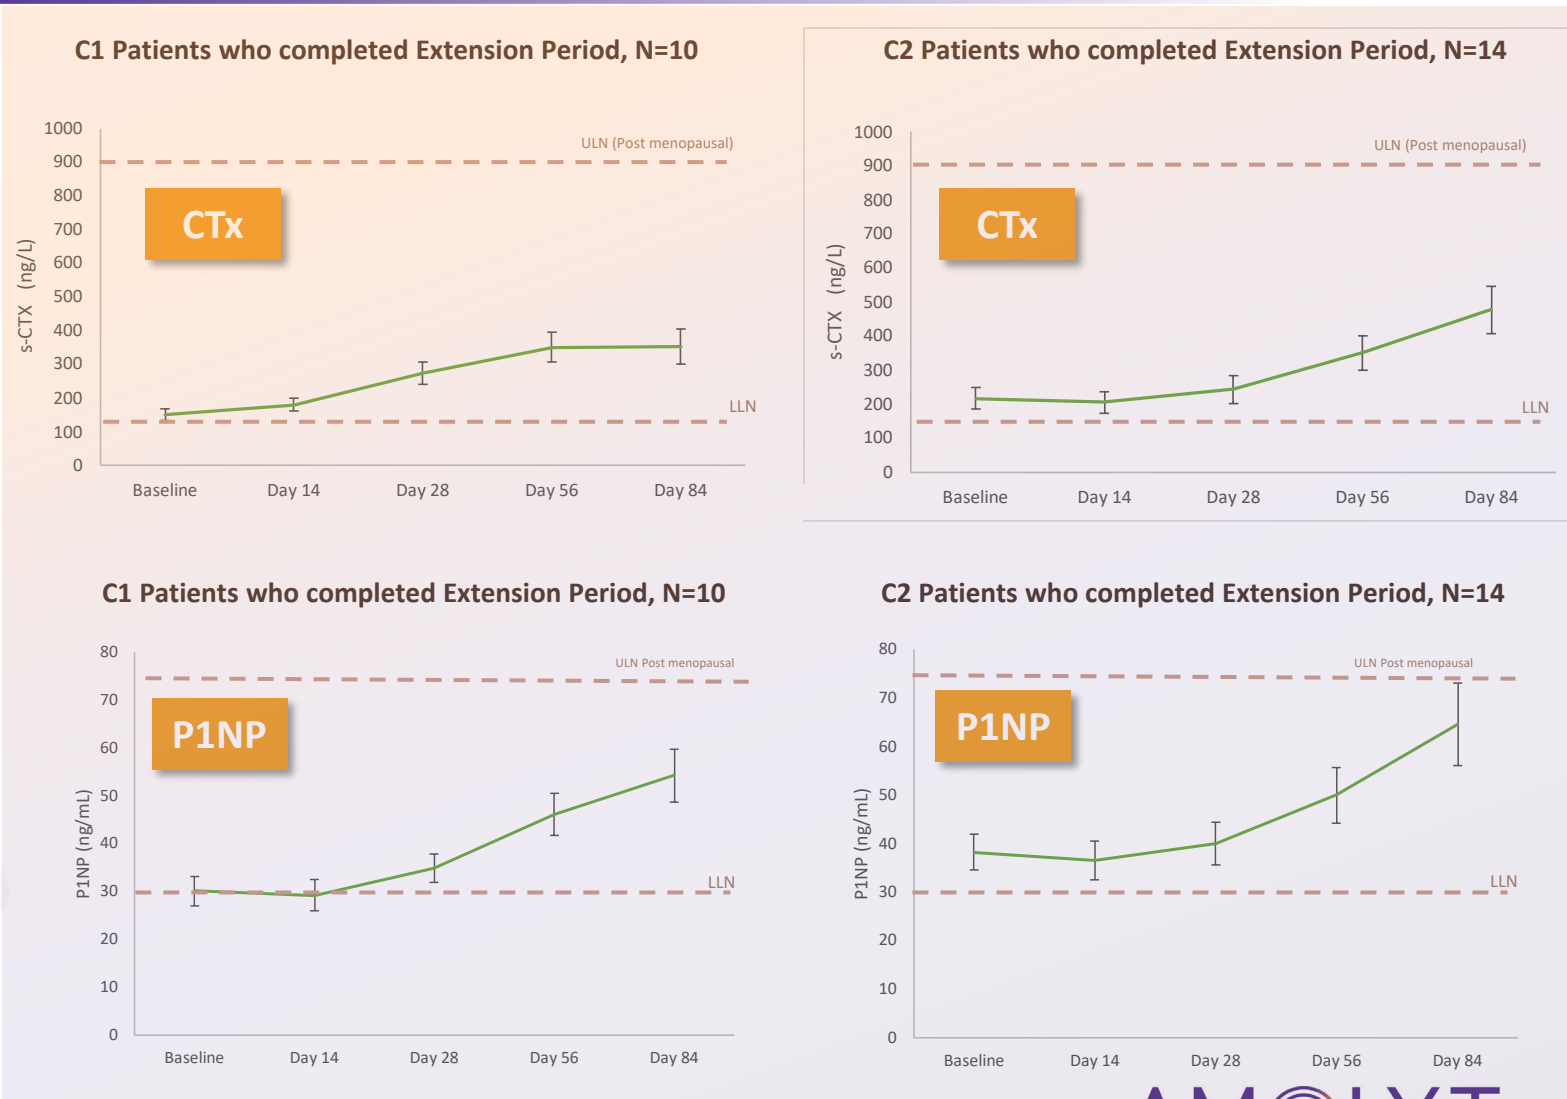 C1 Patients who completed Extension Period, N=10
1000
900
800
700
600
500
400
300
200
100
0
s-CTX (ng/L)
ULN (Post menopausal)
CTx
LLN
Baseline Day 14 Day 28 Day 56 Day 84
C2 Patients who completed Extension Period, N=14
1000
900
800
700
600
500
400
300
200
100
0
s-CTX (ng/L)
ULN (Post menopausal)
CTx
LLN
Baseline Day 14 Day 28 Day 56 Day 84
C1 Patients who completed Extension Period, N=10
80
70
60
50
40
30
20
10
0
P1NP (ng/mL)
ULN Post menopausal
P1NP
LLN
Baseline Day 14 Day 28 Day 56 Day 84
C2 Patients who completed Extension Period, N=14
80
70
60
50
40
30
20
10
0
P1NP (ng/mL)
ULN Post menopausal
P1NP
LLN
Baseline Day 14 Day 28 Day 56 Day 84
AMOLYT